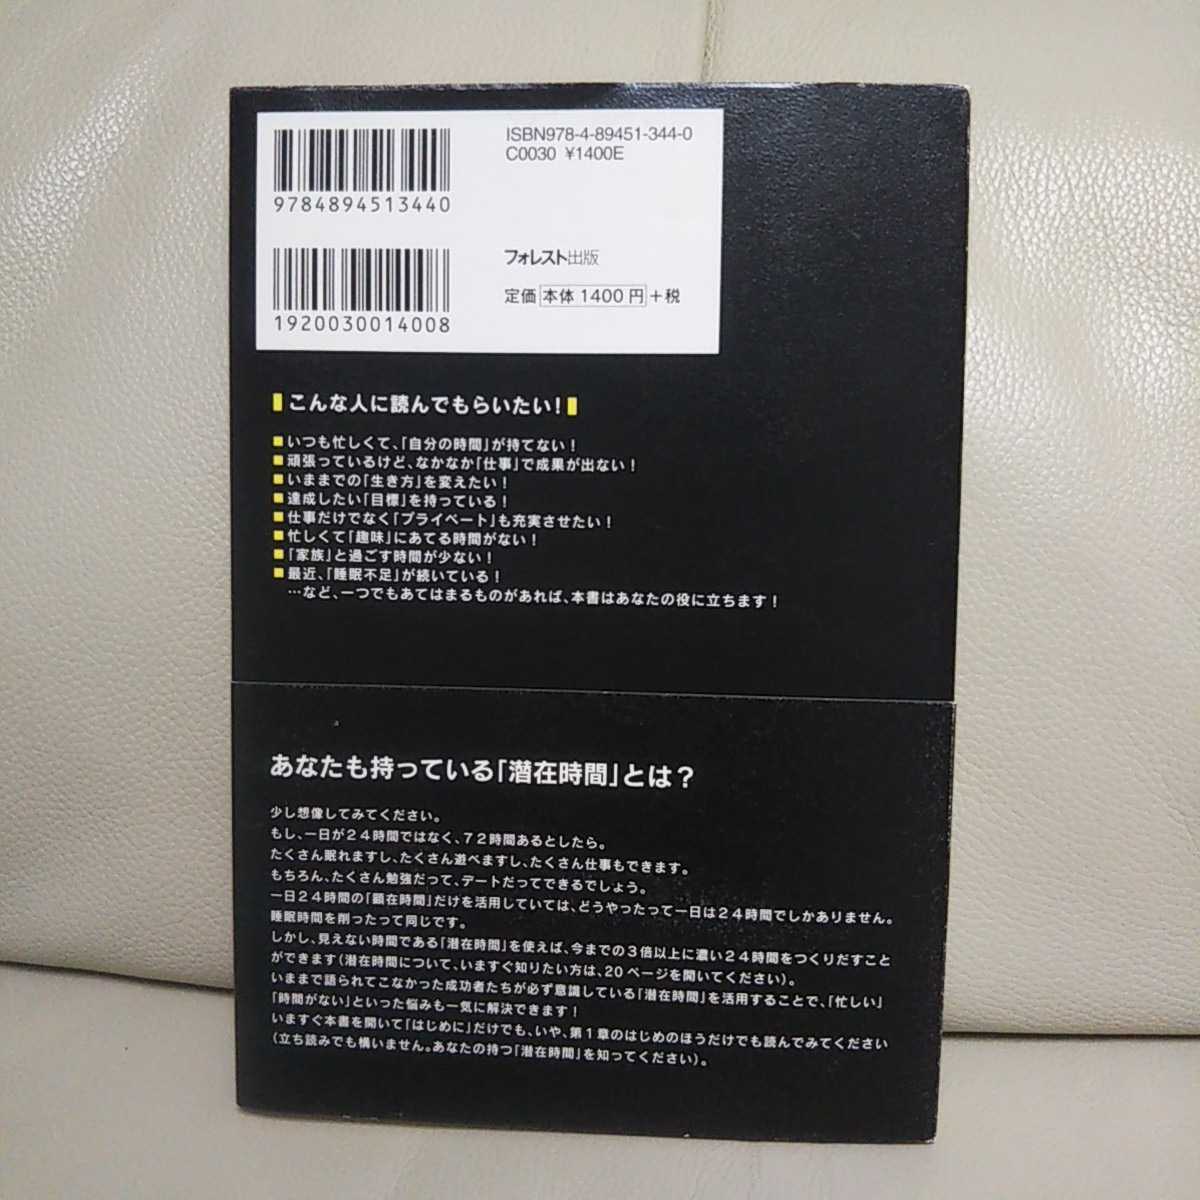 ISBN978-4-89451-344-0
C0030 ¥1400E
9784894513440
フォレスト出版
定価 本体 1400 円 +税
1920030014008
こんな人に読んでもらいたい!
■いつも忙しくて、「自分の時間」が持てない!
■頑張っているけど、なかなか「仕事」で成果が出ない!
■いままでの「生き方」を変えたい!
■達成したい「目標」を持っている!
■仕事だけでなく「プライベート」も充実させたい!
■忙しくて「趣味」にあてる時間がない!
■「家族」と過ごす時間が少ない!
■最近、「睡眠不足」が続いている!
…など、一つでもあてはまるものがあれば、本書はあなたの役に立ちます!
あなたも持っている「潜在時間」とは?
少し想像してみてください。
もし、一日が24時間ではなく、72時間あるとしたら。
たくさん眠れますし、たくさん遊べますし、たくさん仕事もできます。
もちろん、たくさん勉強だって、デートだってできるでしょう。
一日24時間の「顕在時間」だけを活用していては、どうやったって一日は24時間でしかありません。
睡眠時間を削ったって同じです。
しかし、見えない時間である「潜在時間」を使えば、今までの3倍以上に濃い24時間をつくりだすこと
ができます(潜在時間について、いますぐ知りたい方は、20ページを開いてください)。
いままで語られてこなかった成功者たちが必ず意識している「潜在時間」を活用することで、「忙しい」
「時間がない」といった悩みも一気に解決できます!
いますぐ本書を開いて「はじめに」だけでも、いや、第1章のはじめのほうだけでも読んでみてください
(立ち読みでも構いません。あなたの持つ「潜在時間」を知ってください)。